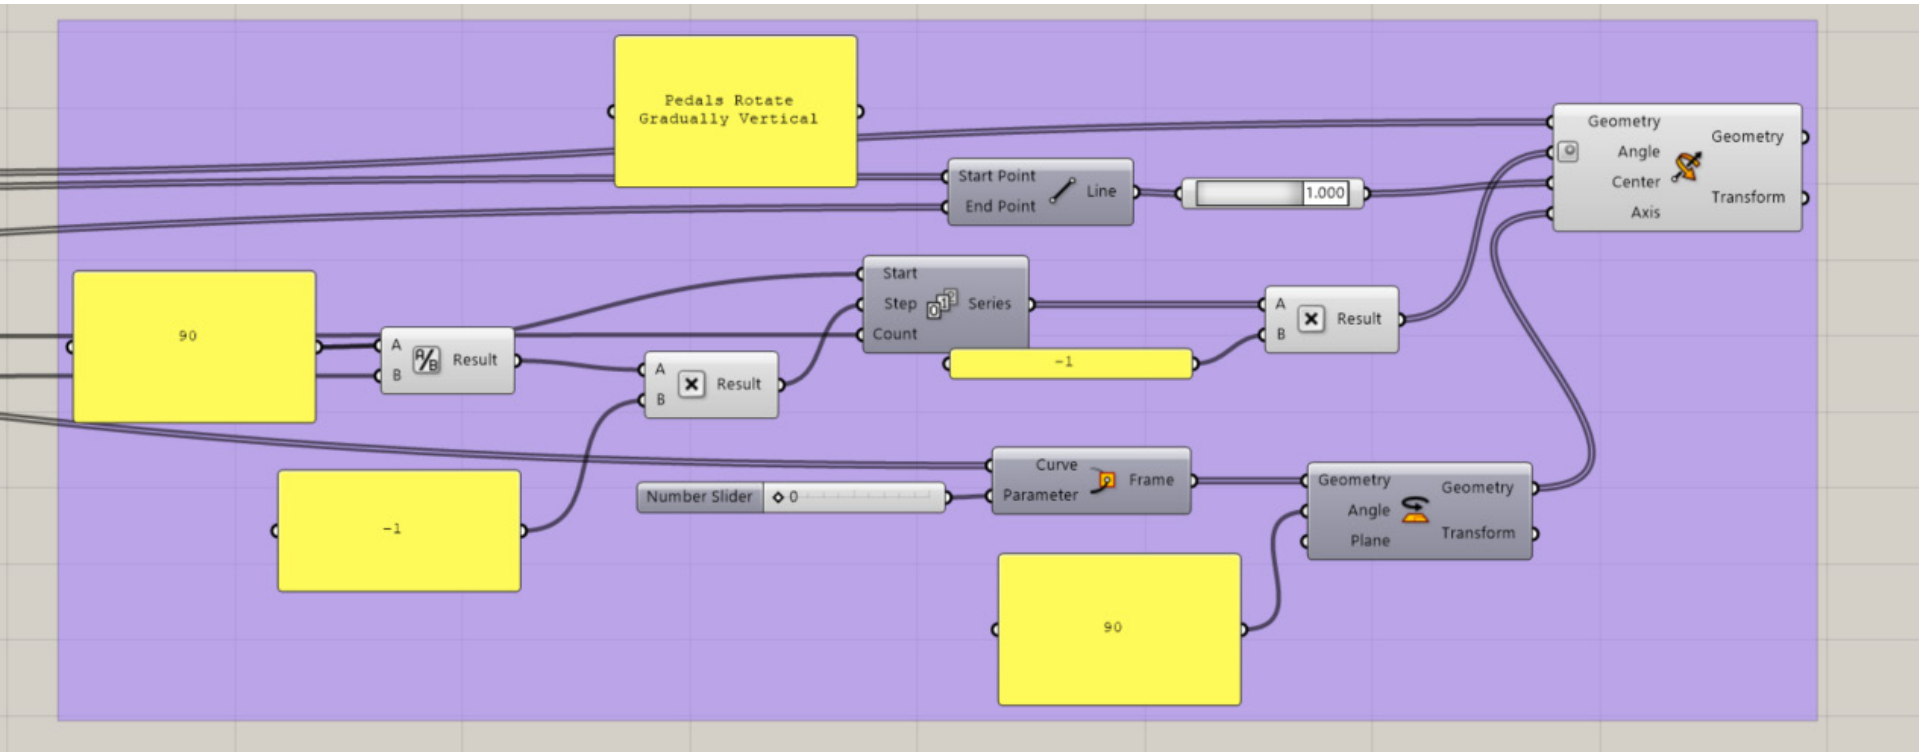 Pedals Rotate
Gradually Vertical
Geometry
Angle
Center
Axis
Geometry
Transform
Start Point
End Point
Line
1.000
90
A
B
A/B
Result
Start
Step
Count
Series
A
B
Result
-1
A
B
Result
-1
Number Slider
0
Curve
Parameter
Frame
Geometry
Angle
Plane
Geometry
Transform
90